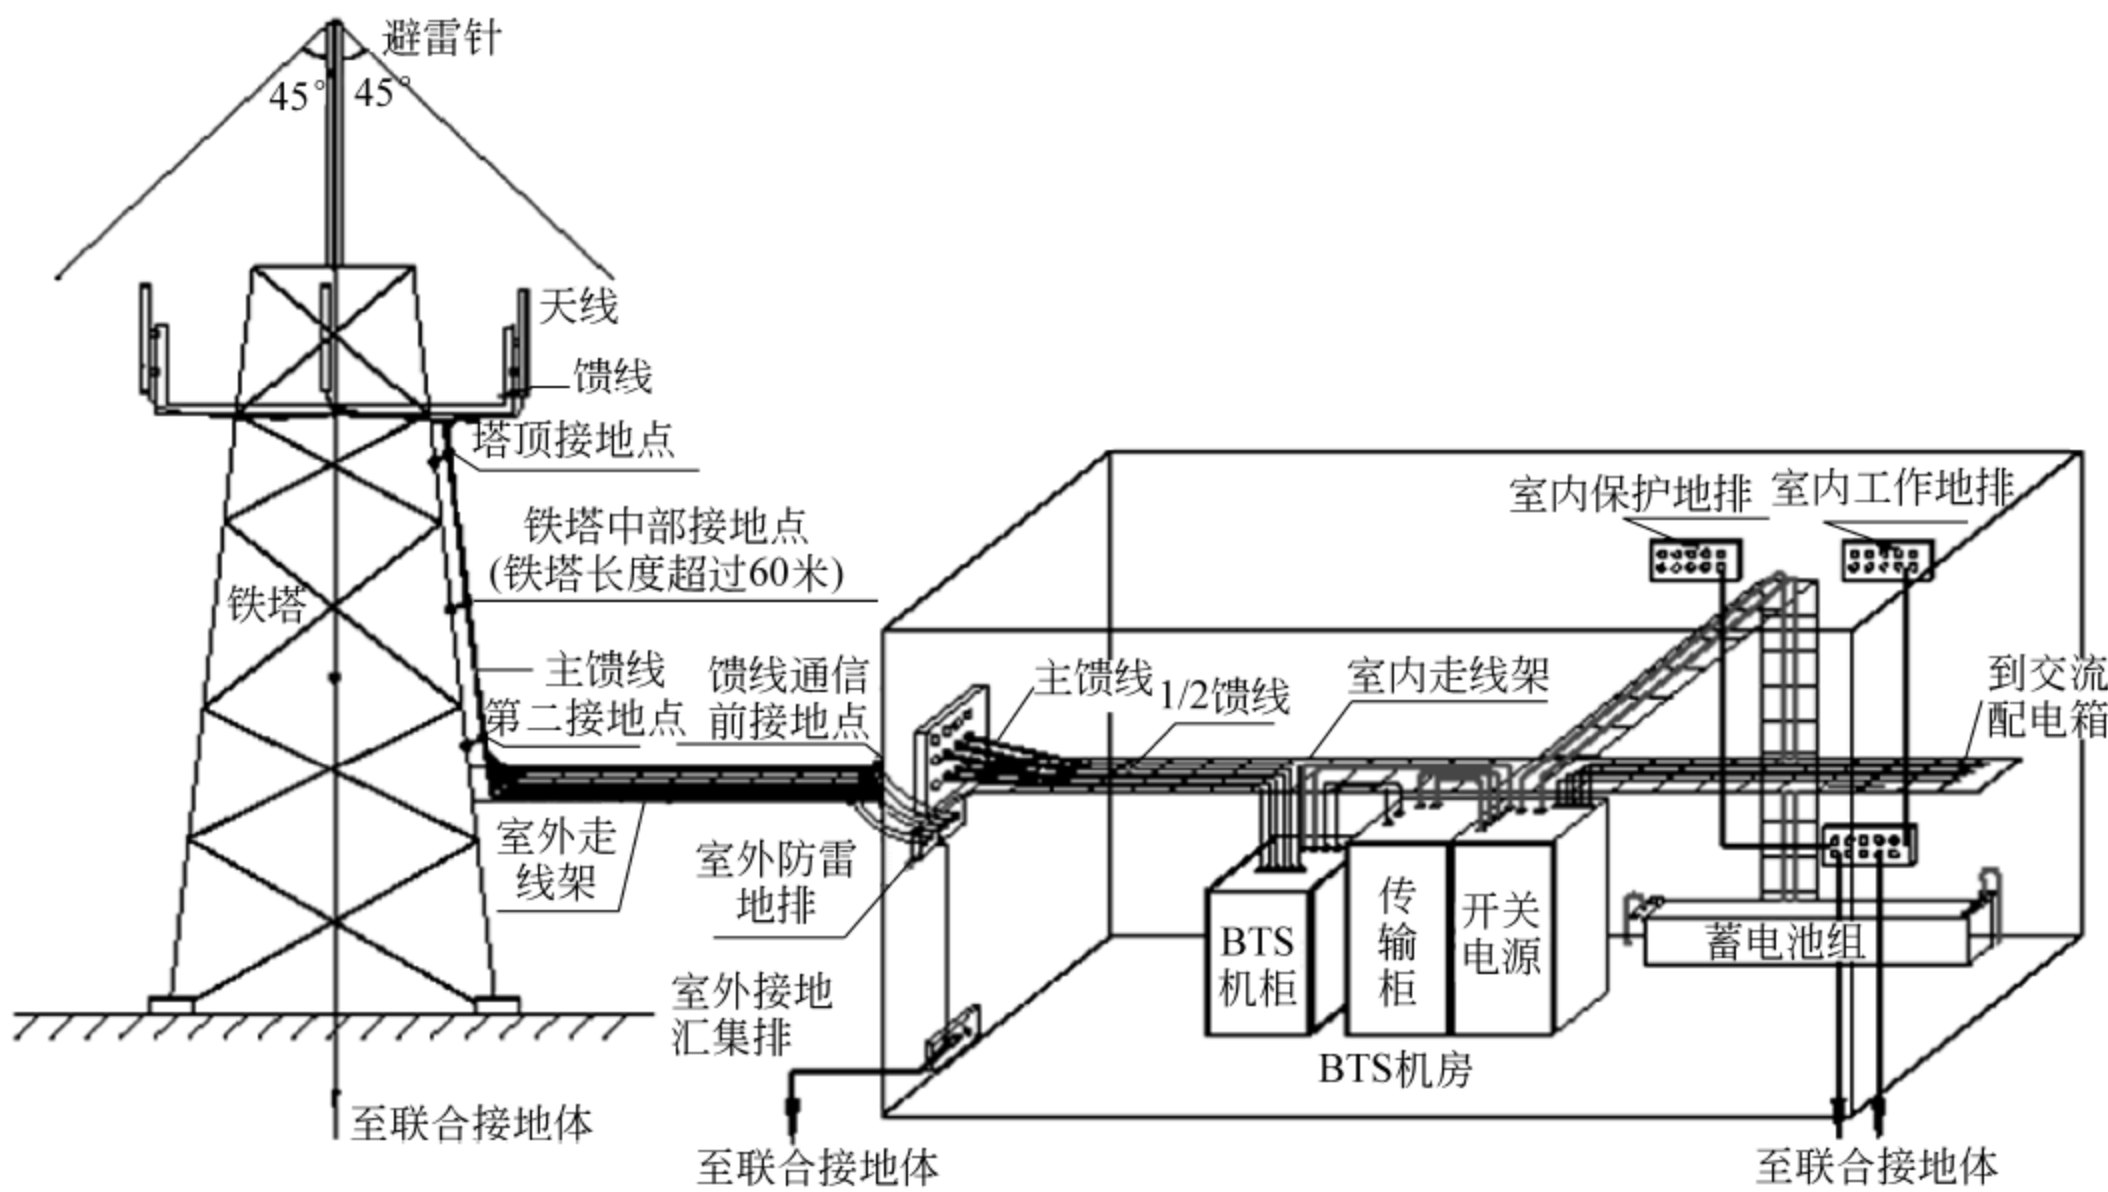 避雷针
45°
45°
天线
馈线
塔顶接地点
铁塔中部接地点
(铁塔长度超过60米)
铁塔
主馈线
第二接地点
馈线通信
前接地点
室外走
线架
室外防雷
地排
室外接地
汇集排
至联合接地体
至联合接地体
室内保护地排
室内工作地排
主馈线
1/2馈线
室内走线架
到交流
配电箱
BTS
机柜
传
输
柜
开关
电源
蓄电池组
BTS机房
至联合接地体